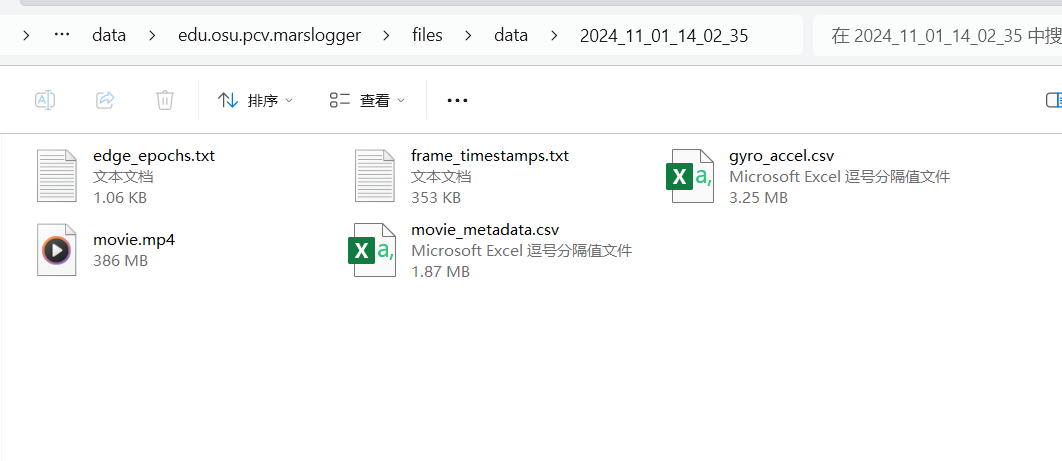 data
edu.osu.pcv.marslogger
files
data
2024_11_01_14_02_35
在 2024_11_01_14_02_35 中搜
排序
查看
edge_epochs.txt
文本文档
1.06 KB
frame_timestamps.txt
文本文档
353 KB
gyro_accel.csv
Microsoft Excel 逗号分隔值文件
3.25 MB
movie.mp4
386 MB
movie_metadata.csv
Microsoft Excel 逗号分隔值文件
1.87 MB